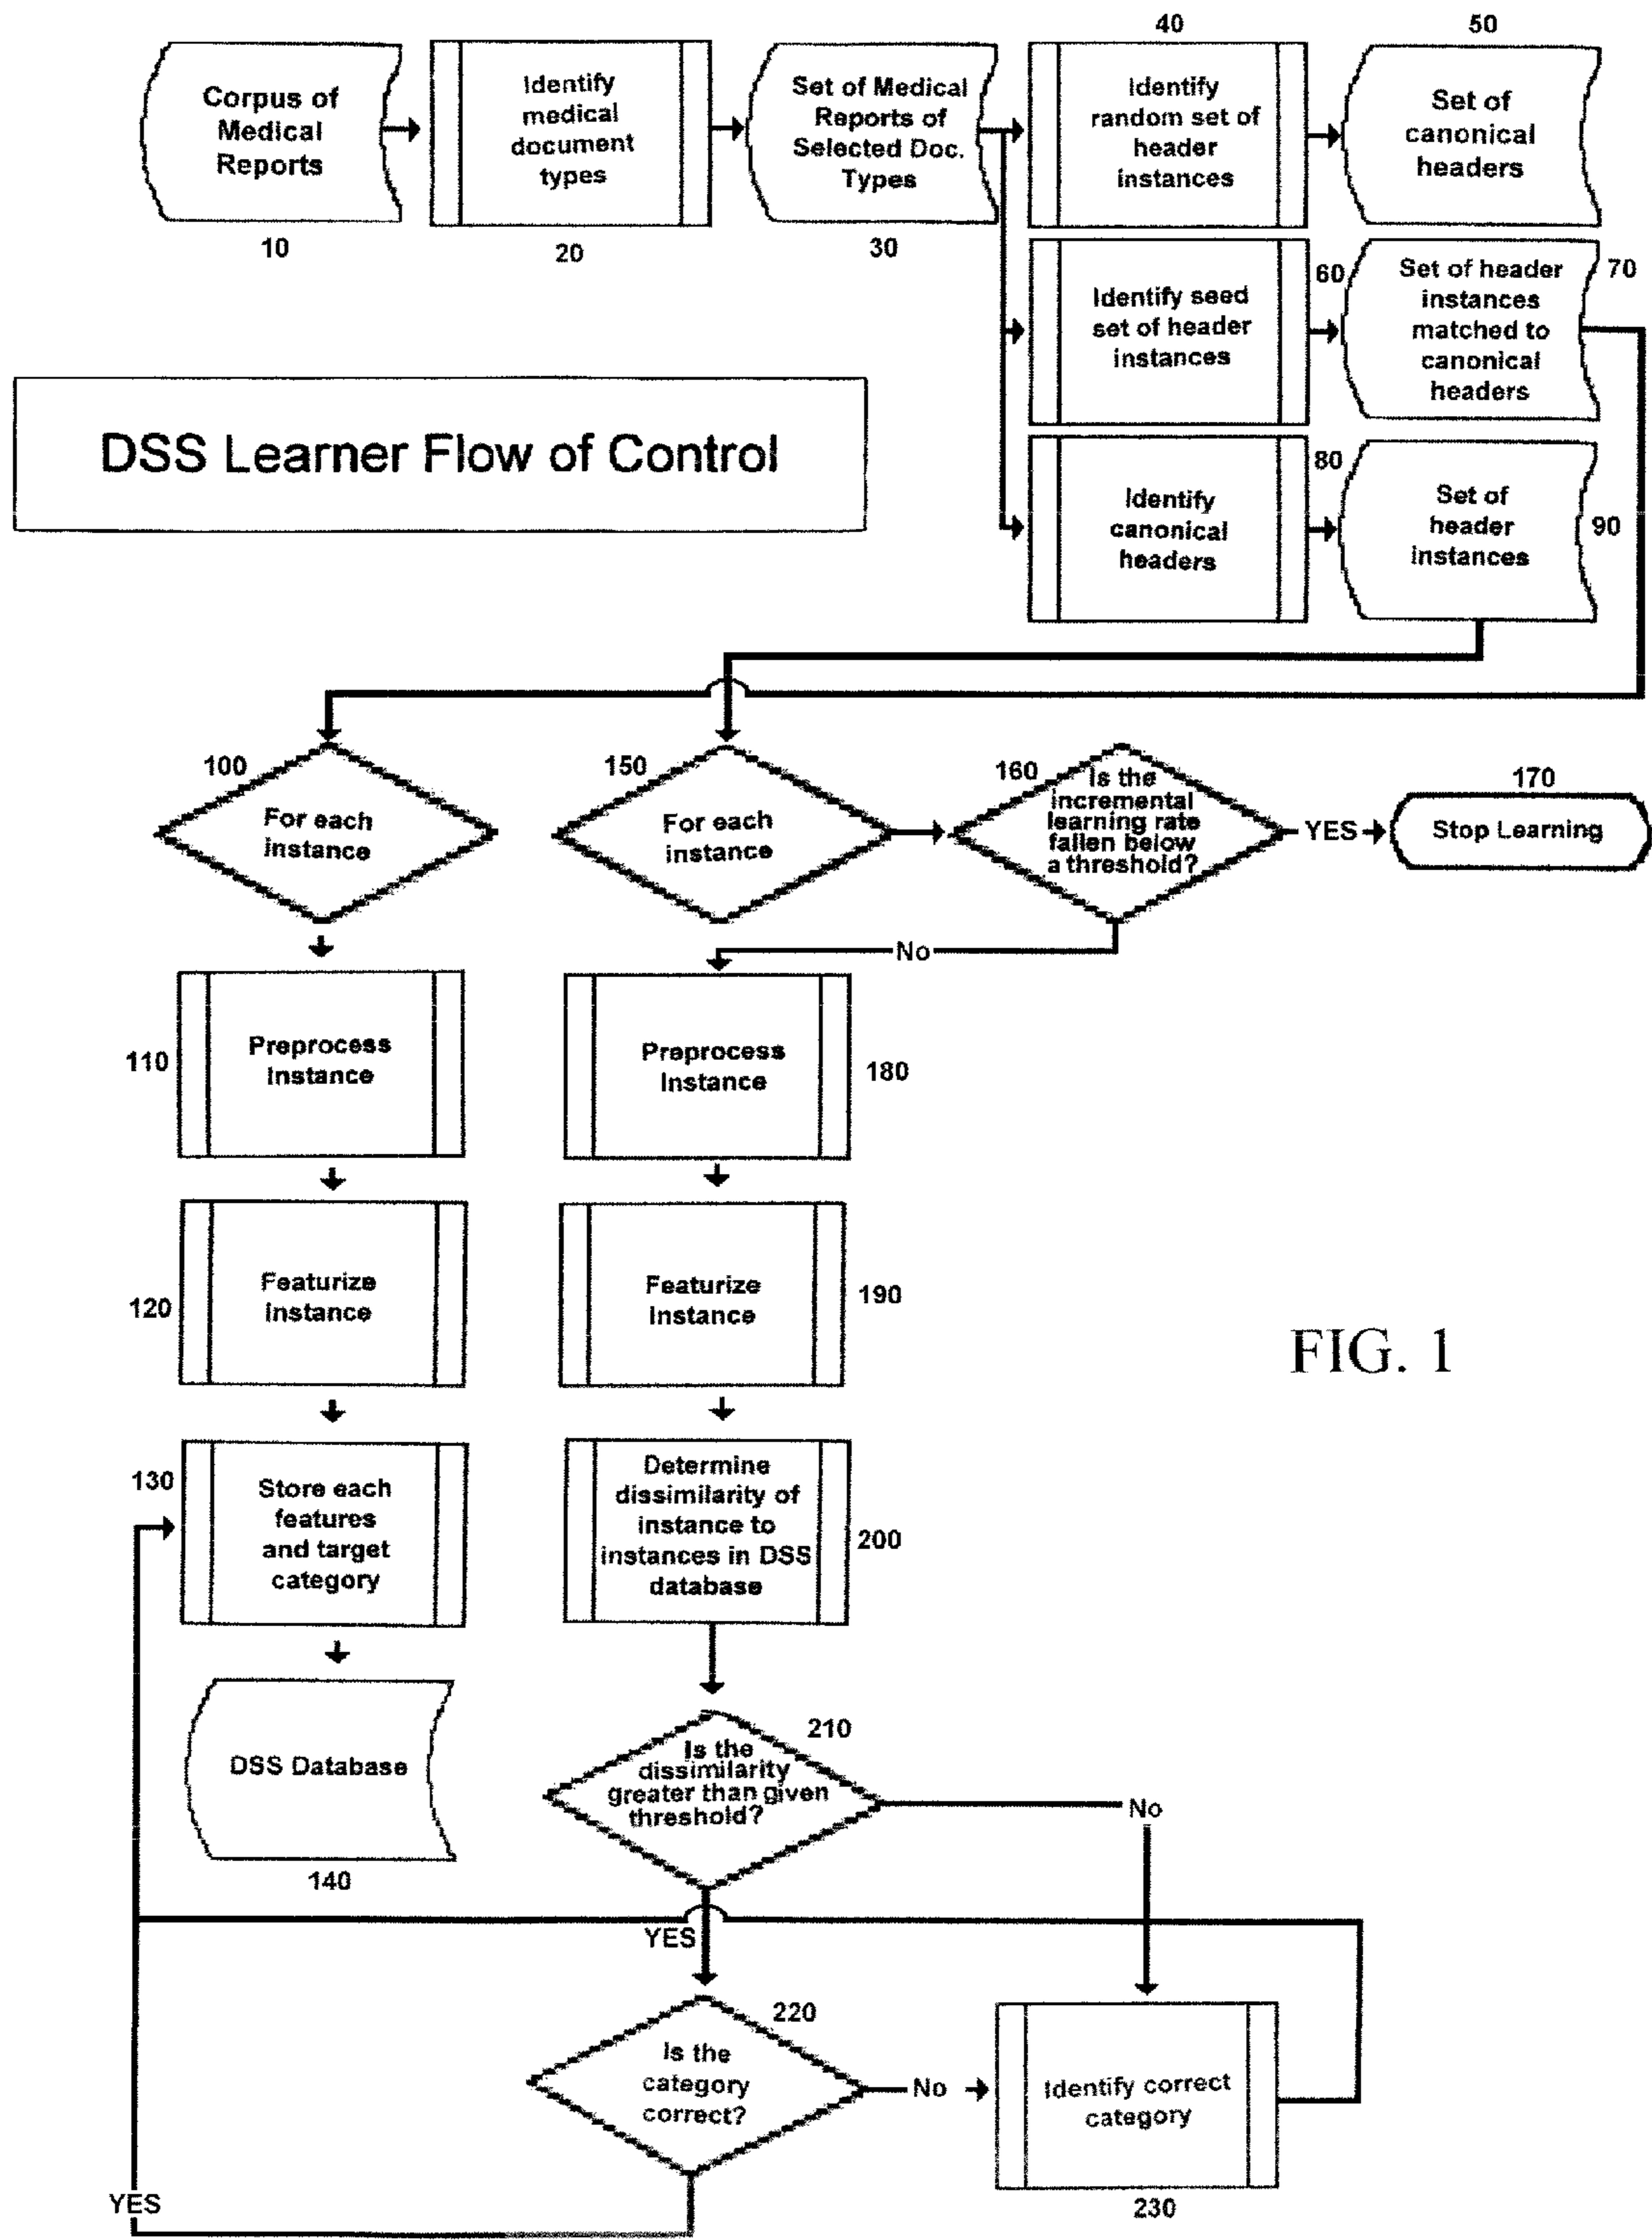 40
50
Corpus of
Medical
Reports
10
Identify
medical
document
types
20
Set of Medical
Reports of
Selected Doc.
Types
30
Identify
random set of
header
instances
Set of
canonical
headers
Identify seed
set of header
instances
60
Set of header
instances
matched to
canonical
headers
70
DSS Learner Flow of Control
Identify
canonical
headers
80
Set of
header
instances
90
100
For each
instance
150
For each
instance
160
Is the
incremental
learning rate
fallen below
a threshold?
YES
170
Stop Learning
No
110
Preprocess
Instance
Preprocess
Instance
180
120
Featurize
Instance
Featurize
Instance
190
FIG. 1
130
Store each
features
and target
category
Determine
dissimilarity of
instance to
instances in DSS
database
200
DSS Database
140
210
Is the
dissimilarity
greater than given
threshold?
No
YES
220
Is the
category
correct?
No
Identify correct
category
230
YES